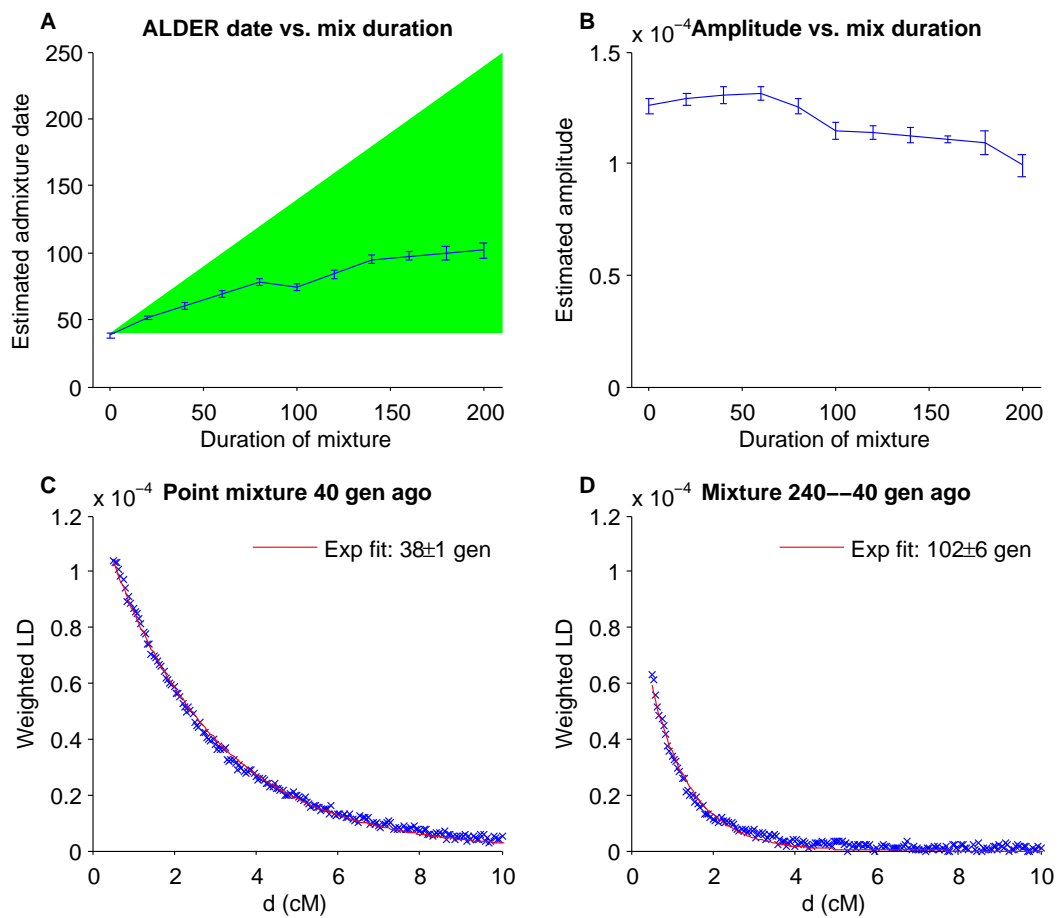 A
ALDER date vs. mix duration
250
200
150
100
50
0
Estimated admixture date
0 50 100 150 200
Duration of mixture
B
x 10−4
Amplitude vs. mix duration
1.5
1
0.5
0
Estimated amplitude
0 50 100 150 200
Duration of mixture
C
x 10−4
Point mixture 40 gen ago
1.2
1
0.8
0.6
0.4
0.2
0
Weighted LD
Exp fit: 38±1 gen
0 2 4 6 8 10
d (cM)
D
x 10−4
Mixture 240−−40 gen ago
1.2
1
0.8
0.6
0.4
0.2
0
Weighted LD
Exp fit: 102±6 gen
0 2 4 6 8 10
d (cM)